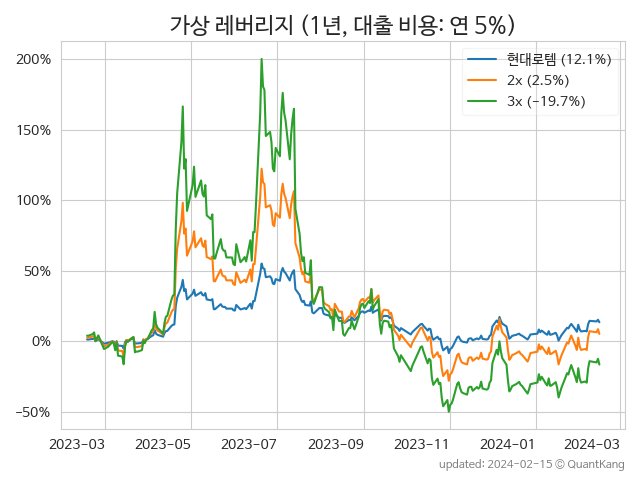 가상 레버리지 (1년, 대출 비용: 연 5%)
200%
150%
100%
50%
0%
−50%
현대로템 (12.1%)
2x (2.5%)
3x (−19.7%)
2023-03
2023-05
2023-07
2023-09
2023-11
2024-01
2024-03
updated: 2024-02-15 © QuantKang